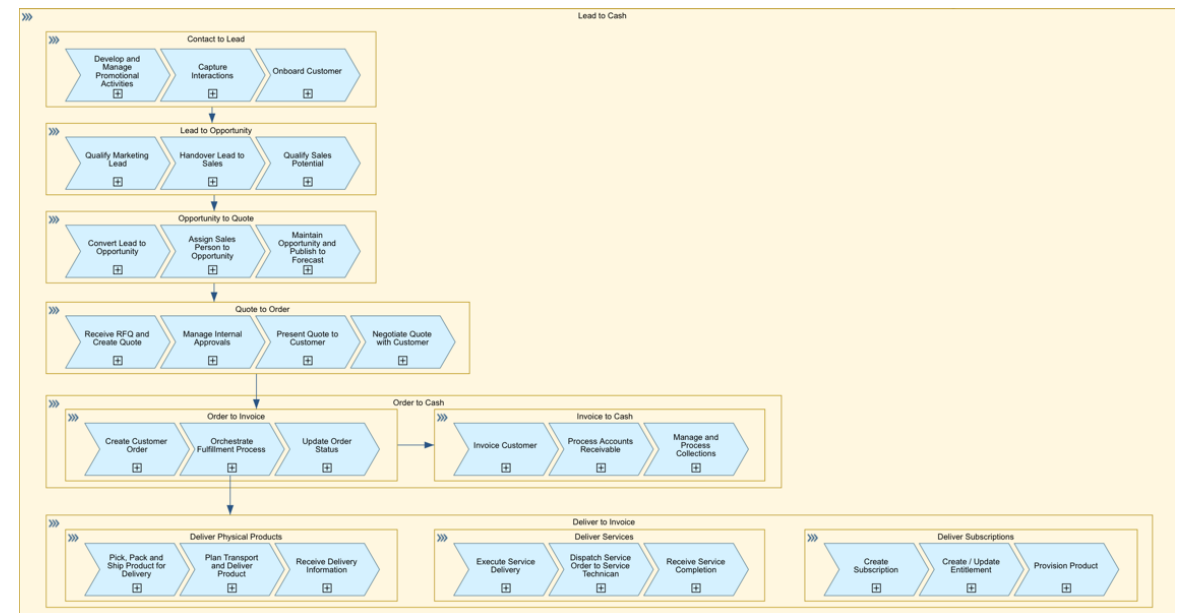 Lead to Cash
Contact to Lead
Develop and
Manage
Promotional
Activities
Capture
Interactions
Onboard Customer
Lead to Opportunity
Qualify Marketing
Lead
Handover Lead to
Sales
Qualify Sales
Potential
Opportunity to Quote
Convert Lead to
Opportunity
Assign Sales
Person to
Opportunity
Maintain
Opportunity and
Publish to
Forecast
Quote to Order
Receive RFQ and
Create Quote
Manage Internal
Approvals
Present Quote to
Customer
Negotiate Quote
with Customer
Order to Cash
Order to Invoice
Create Customer
Order
Orchestrate
Fulfillment Process
Update Order
Status
Invoice to Cash
Invoice Customer
Process Accounts
Receivable
Manage and
Process
Collections
Deliver to Invoice
Deliver Physical Products
Pick, Pack and
Ship Product for
Delivery
Plan Transport
and Deliver
Product
Receive Delivery
Information
Deliver Services
Execute Service
Delivery
Dispatch Service
Order to Service
Technican
Receive Service
Completion
Deliver Subscriptions
Create
Subscription
Create / Update
Entitlement
Provision Product